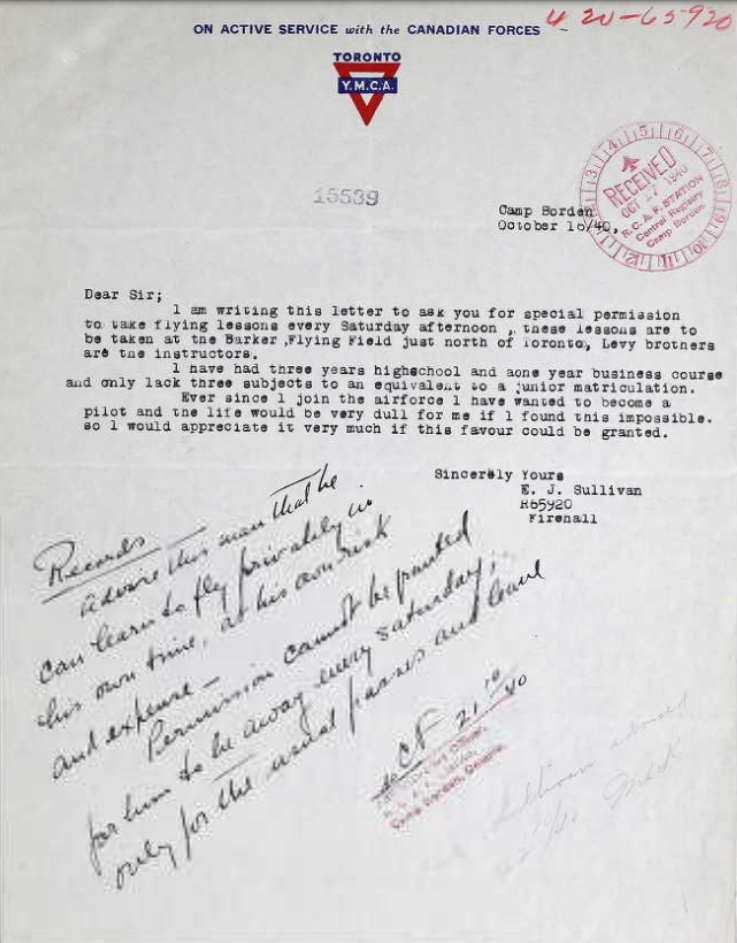 ON ACTIVE SERVICE with the CANADIAN FORCES
4 20-65920
TORONTO
Y.M.C.A.
15539
RECEIVED
OCT 17 1940
R.C.A.F. STATION
Central Registry
Camp Borden
Camp Borden
October 16/40,
Dear Sir;
I am writing this letter to ask you for special permission
to take flying lessons every Saturday afternoon , these lessons are to
be taken at the Barker ,Flying Field just north of Toronto, Levy brothers
are the instructors.
I have had three years highschool and aone year business course
and only lack three subjects to an equivalent to a junior matriculation.
Ever since I join the airforce I have wanted to become a
pilot and the life would be very dull for me if I found this impossible.
so I would appreciate it very much if this favour could be granted.
Sincerely Yours
E. J. Sullivan
R65920
Firehall
Records
Advise this man that he
can learn to fly privately in
his own time, at his own risk
and expense —
Permission cannot be granted
for him to be away every saturday,
only for the usual passes and leave
21/10/40
Camp Borden, Ontario.
Sullivan advised